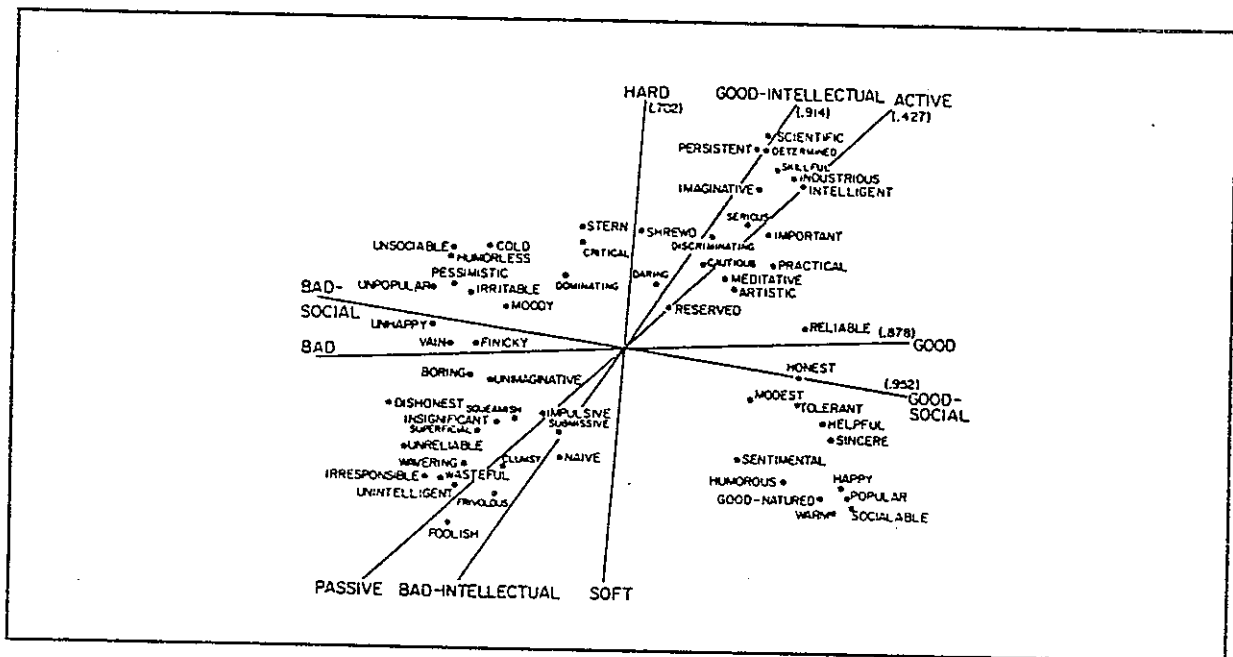 HARD GOOD-INTELLECTUAL ACTIVE
(.702) (.914) (.427)
SCIENTIFIC
PERSISTENT DETERMINED
SKILLFUL
INDUSTRIOUS
IMAGINATIVE INTELLIGENT
SERIOUS
STERN SHREWD IMPORTANT
UNSOCIABLE COLD CRITICAL DISCRIMINATING
HUMORLESS
CAUTIOUS PRACTICAL
PESSIMISTIC DARING MEDITATIVE
UNPOPULAR IRRITABLE DOMINATING ARTISTIC
BAD-
SOCIAL MOODY RESERVED
UNHAPPY RELIABLE (.878)
BAD VAIN FINICKY GOOD
HONEST
BORING UNIMAGINATIVE (.952)
MODEST GOOD-
SOCIAL
DISHONEST SQUEAMISH IMPULSIVE TOLERANT
INSIGNIFICANT SUBMISSIVE HELPFUL
SUPERFICIAL
UNRELIABLE SINCERE
WAVERING CLUMSY NAIVE SENTIMENTAL
IRRESPONSIBLE WASTEFUL HUMOROUS HAPPY
UNINTELLIGENT FRIVOLOUS GOOD-NATURED POPULAR
WARM SOCIALABLE
FOOLISH
PASSIVE BAD-INTELLECTUAL SOFT